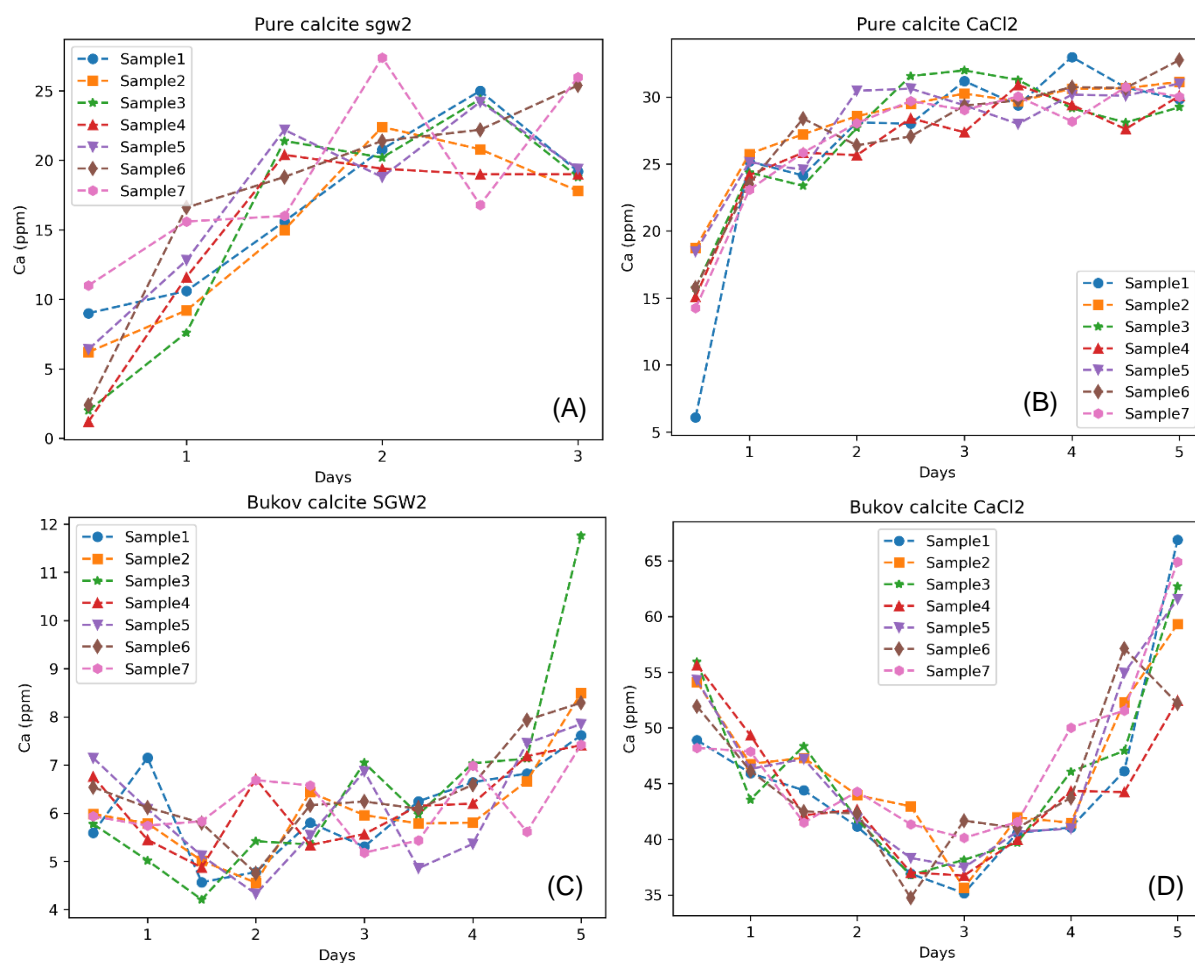 Pure calcite sgw2
Sample1
Sample2
Sample3
Sample4
Sample5
Sample6
Sample7
25
20
15
10
5
0
Ca (ppm)
1
2
3
Days
(A)
Pure calcite CaCl2
30
25
20
15
10
5
Ca (ppm)
Sample1
Sample2
Sample3
Sample4
Sample5
Sample6
Sample7
(B)
1
2
3
4
5
Days
Bukov calcite SGW2
Sample1
Sample2
Sample3
Sample4
Sample5
Sample6
Sample7
12
11
10
9
8
7
6
5
4
Ca (ppm)
(C)
1
2
3
4
5
Days
Bukov calcite CaCl2
Sample1
Sample2
Sample3
Sample4
Sample5
Sample6
Sample7
65
60
55
50
45
40
35
Ca (ppm)
(D)
1
2
3
4
5
Days